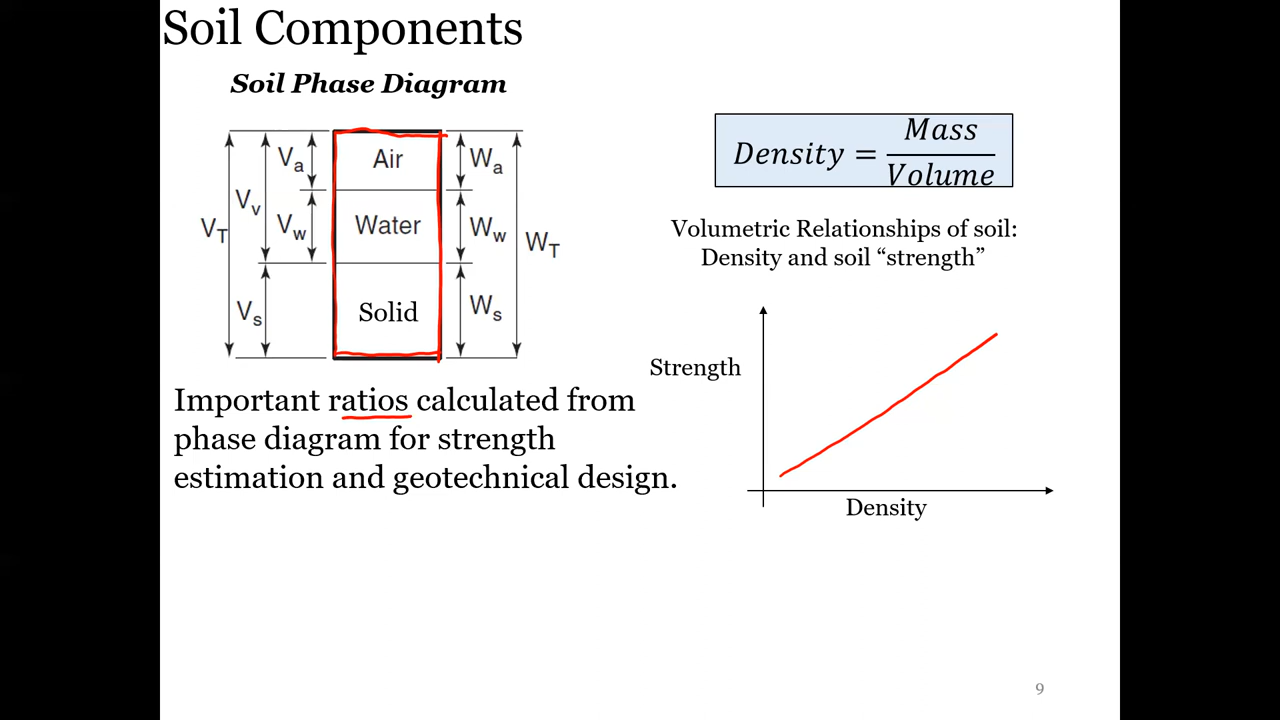 Soil Components
Soil Phase Diagram
Va
Air
Wa
Vv
VT
Vw
Water
Ww
WT
Vs
Solid
Ws
Important ratios calculated from
phase diagram for strength
estimation and geotechnical design.
Density = Mass / Volume
Volumetric Relationships of soil:
Density and soil “strength”
Strength
Density
9